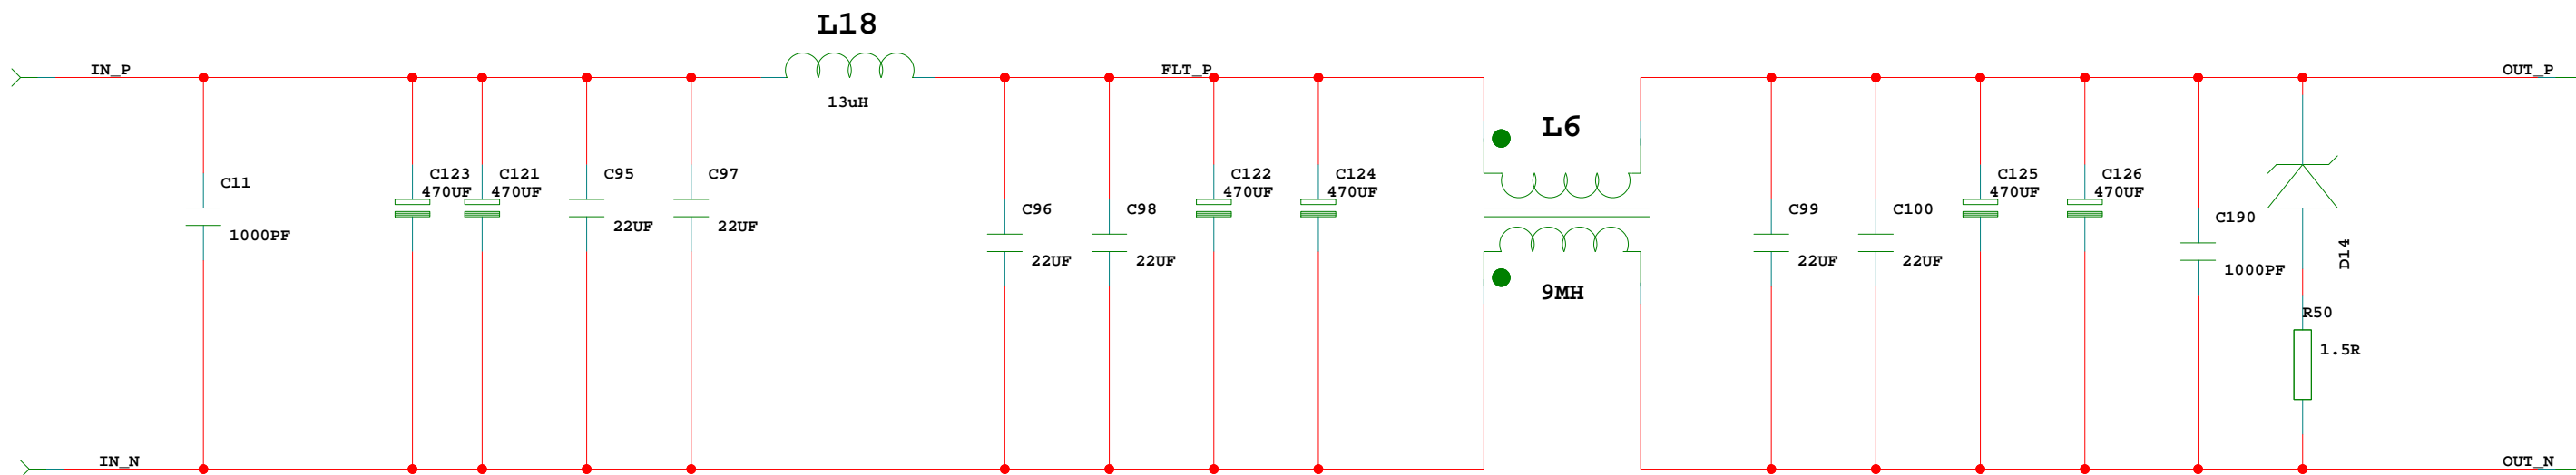 L18
IN_P
FLT_P
OUT_P
13uH
L6
C123
470UF
C121
470UF
C95
22UF
C97
22UF
C11
1000PF
C96
22UF
C98
22UF
C122
470UF
C124
470UF
9MH
C99
22UF
C100
22UF
C125
470UF
C126
470UF
C190
1000PF
D14
R50
1.5R
IN_N
OUT_N